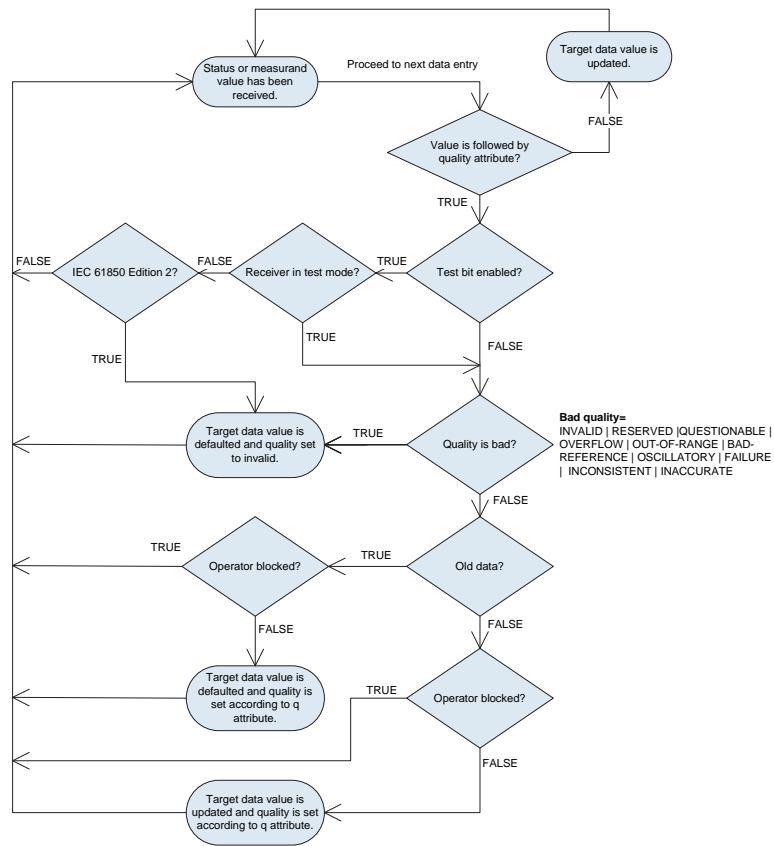 Status or measurand
value has been
received.
Proceed to next data entry
Target data value is
updated.
FALSE
Value is followed by
quality attribute?
TRUE
FALSE
IEC 61850 Edition 2?
FALSE
Receiver in test mode?
TRUE
Test bit enabled?
TRUE
TRUE
FALSE
Target data value is
defaulted and quality set
to invalid.
TRUE
Quality is bad?
Bad quality=
INVALID | RESERVED |QUESTIONABLE |
OVERFLOW | OUT-OF-RANGE | BAD-
REFERENCE | OSCILLATORY | FAILURE
| INCONSISTENT | INACCURATE
FALSE
TRUE
Operator blocked?
TRUE
Old data?
FALSE
FALSE
Target data value is
defaulted and quality is
set according to q
attribute.
TRUE
Operator blocked?
FALSE
Target data value is
updated and quality is set
according to q attribute.